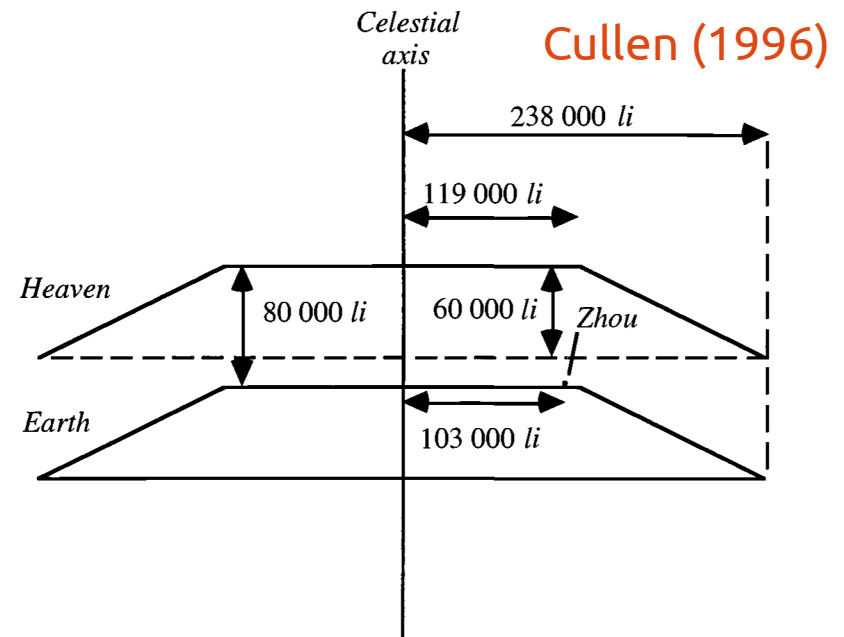 Celestial
axis
Cullen (1996)
238 000 li
119 000 li
Heaven
80 000 li
60 000 li
Zhou
Earth
103 000 li